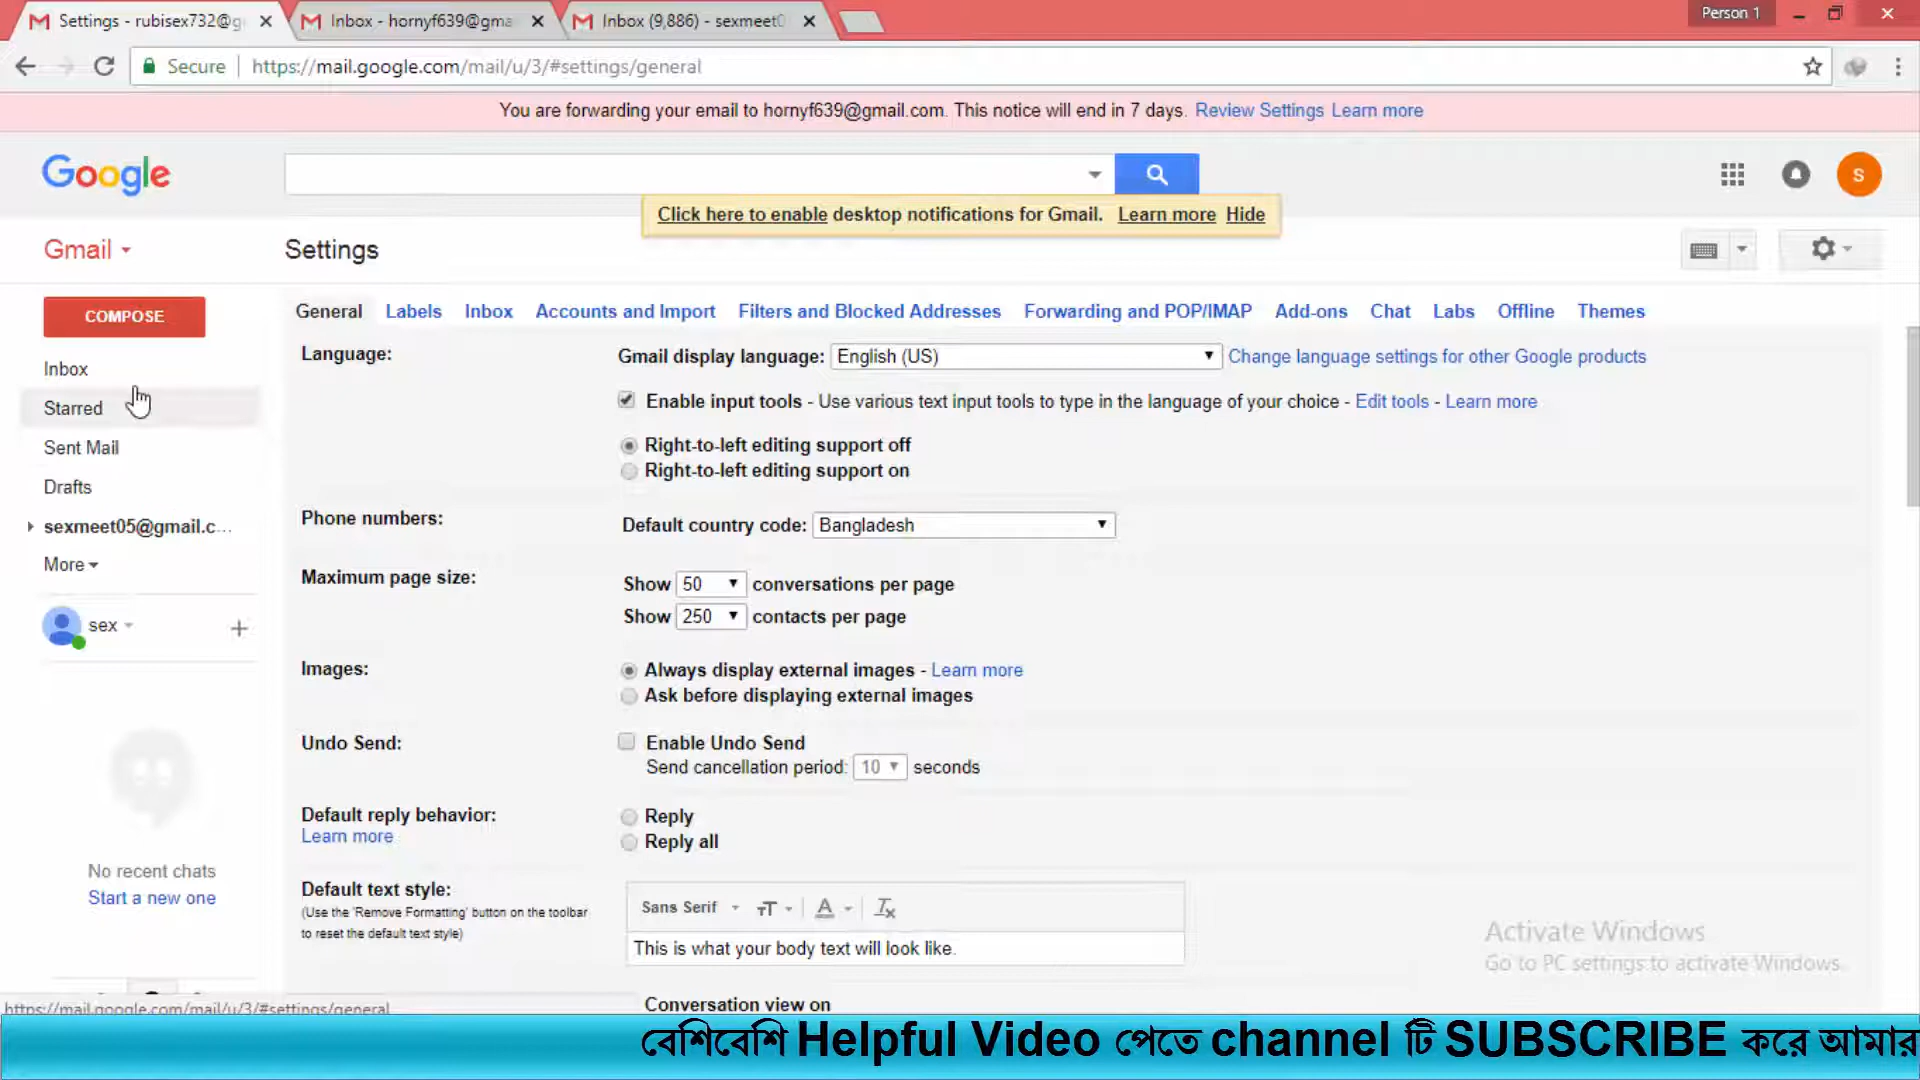 Settings - rubisex732@g
Inbox - hornyf639@gma
Inbox (9,886) - sexmeet0
Person 1
Secure
https://mail.google.com/mail/u/3/#settings/general
You are forwarding your email to hornyf639@gmail.com. This notice will end in 7 days. Review Settings Learn more
Google
S
Click here to enable desktop notifications for Gmail. Learn more Hide
Gmail
Settings
COMPOSE
General Labels Inbox Accounts and Import Filters and Blocked Addresses Forwarding and POP/IMAP Add-ons Chat Labs Offline Themes
Inbox
Starred
Sent Mail
Drafts
sexmeet05@gmail.c...
More
sex
No recent chats
Start a new one
Language:
Gmail display language: English (US) Change language settings for other Google products
Enable input tools - Use various text input tools to type in the language of your choice - Edit tools - Learn more
Right-to-left editing support off
Right-to-left editing support on
Phone numbers:
Default country code: Bangladesh
Maximum page size:
Show 50 conversations per page
Show 250 contacts per page
Images:
Always display external images - Learn more
Ask before displaying external images
Undo Send:
Enable Undo Send
Send cancellation period: 10 seconds
Default reply behavior:
Learn more
Reply
Reply all
Default text style:
(Use the 'Remove Formatting' button on the toolbar
to reset the default text style)
Sans Serif
This is what your body text will look like.
Conversation view on
Activate Windows
Go to PC settings to activate Windows.
https://mail.google.com/mail/u/3/#settings/general
বেশিবেশি Helpful Video পেতে channel টি SUBSCRIBE করে আমার